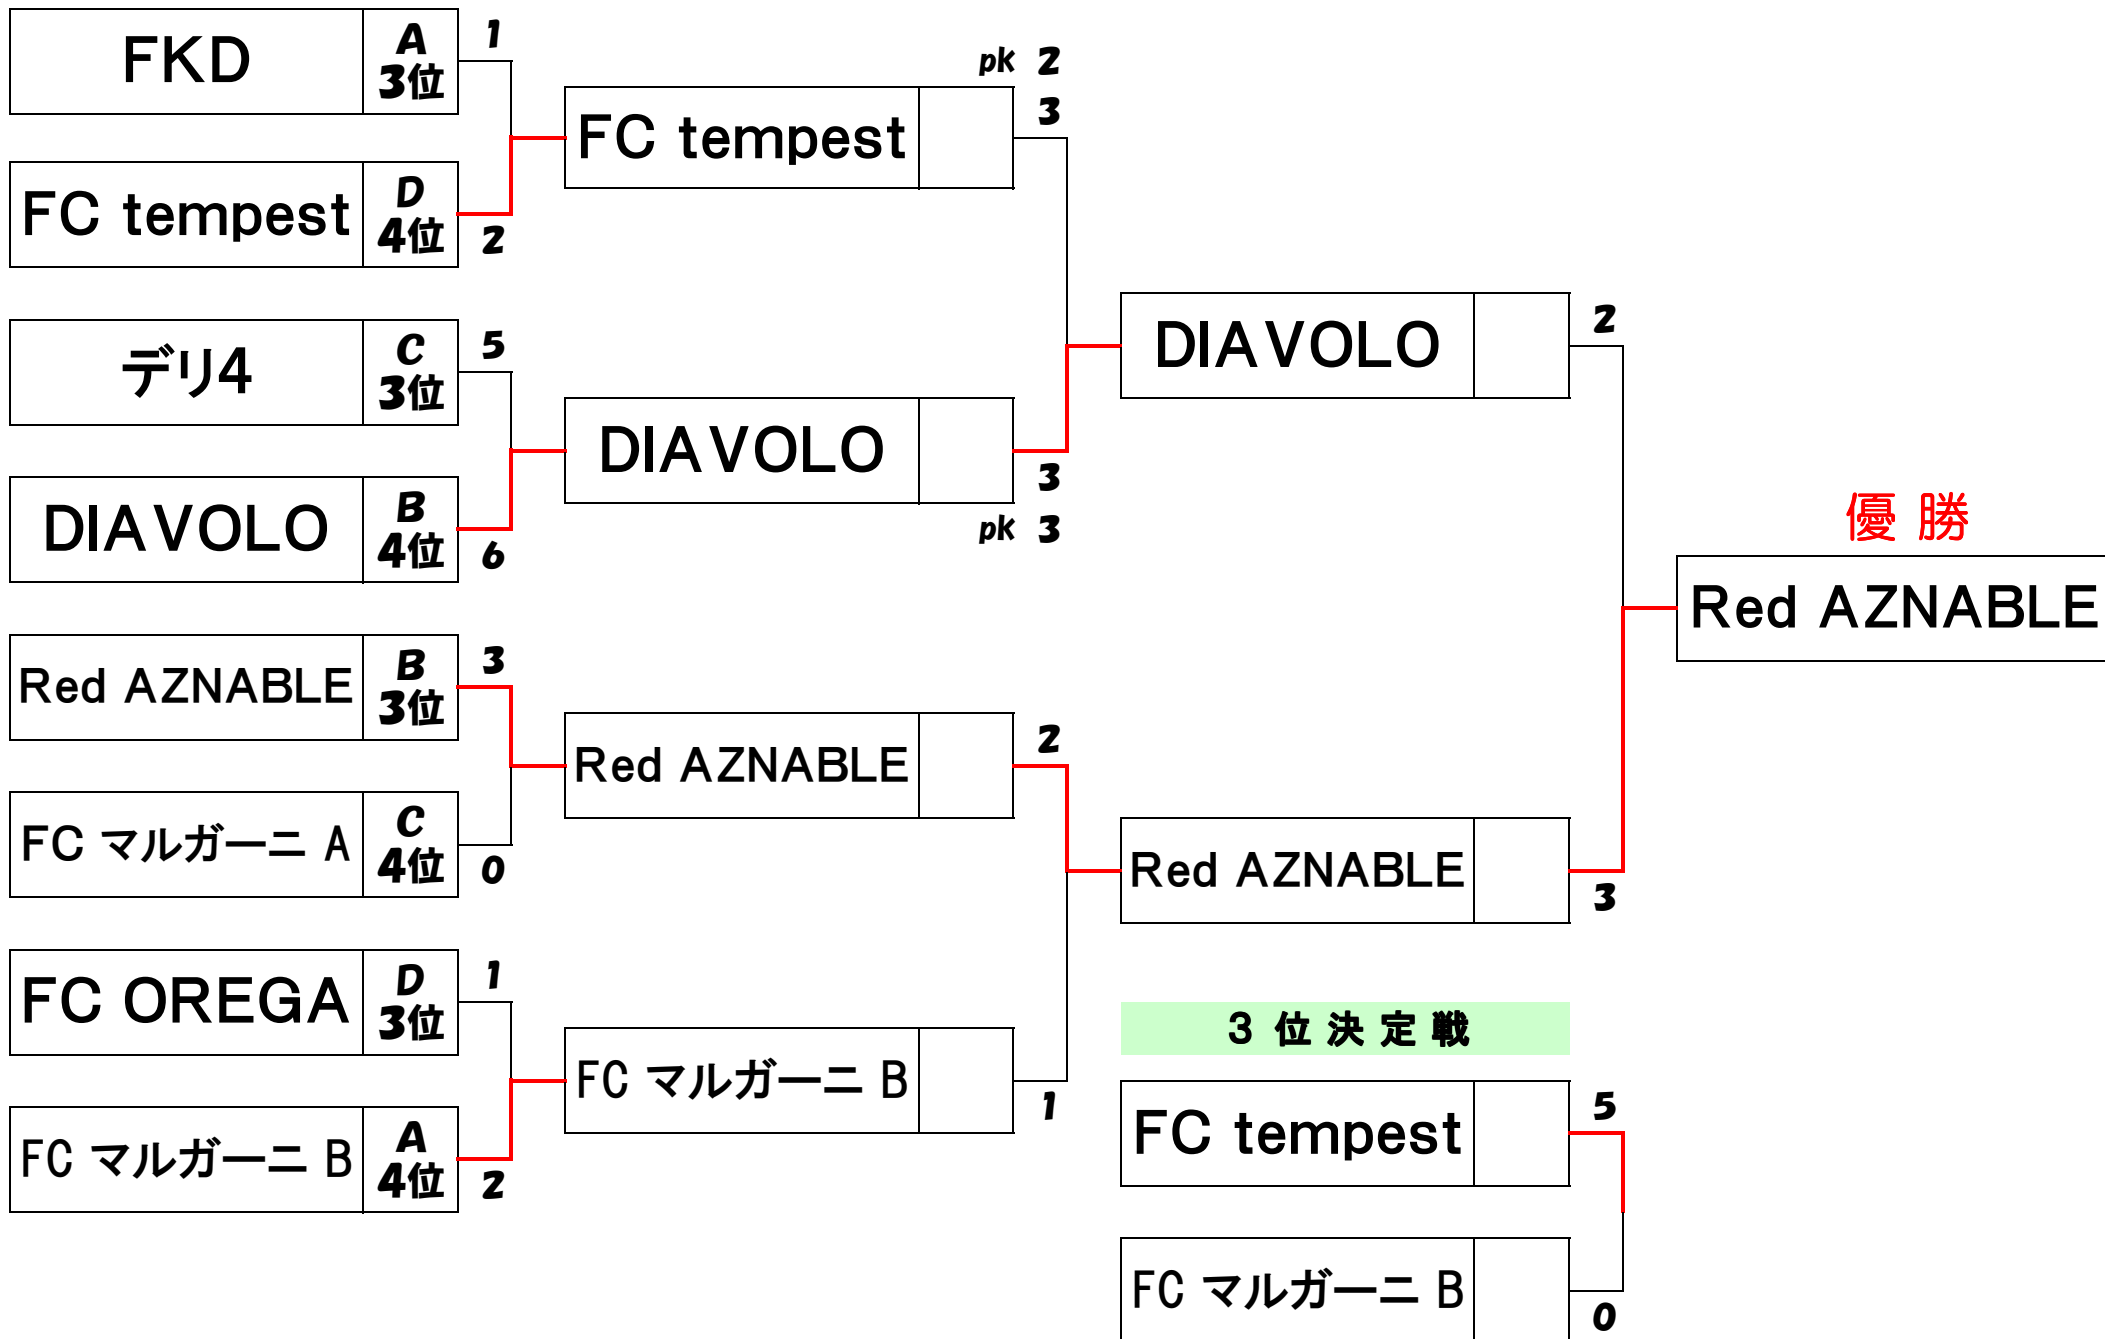 FKD
A
3位
1
FC tempest
D
4位
2
デリ4
C
3位
5
DIAVOLO
B
4位
6
Red AZNABLE
B
3位
3
FC マルガーニ A
C
4位
0
FC OREGA
D
3位
1
FC マルガーニ B
A
4位
2
pk 2
3
FC tempest
DIAVOLO
3
pk 3
Red AZNABLE
2
FC マルガーニ B
1
DIAVOLO
2
Red AZNABLE
3
優勝
Red AZNABLE
3位決定戦
FC tempest
5
FC マルガーニ B
0